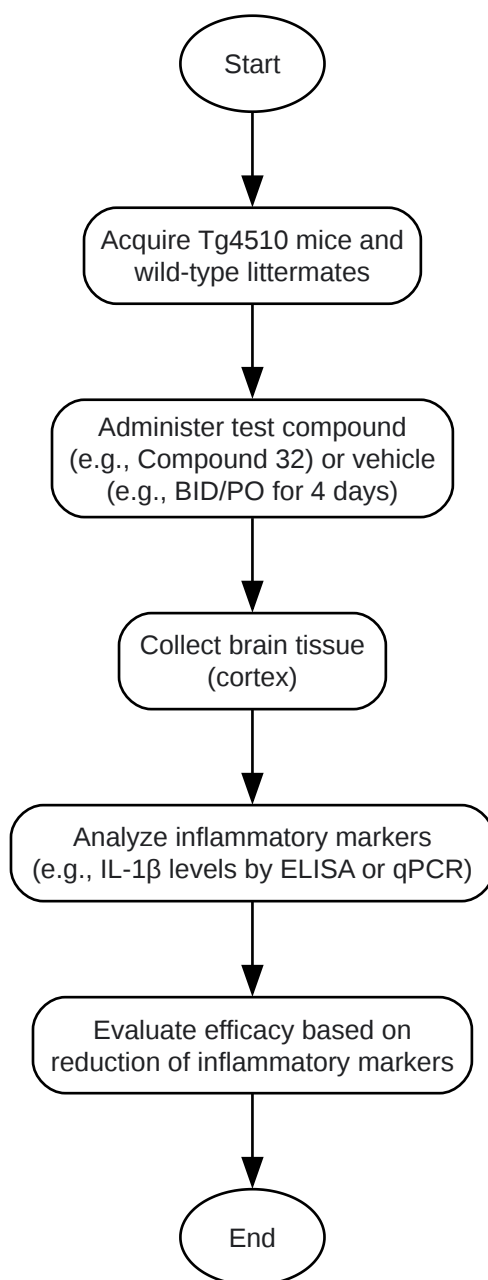 Start
Acquire Tg4510 mice and
wild-type littermates
Administer test compound
(e.g., Compound 32) or vehicle
(e.g., BID/PO for 4 days)
Collect brain tissue
(cortex)
Analyze inflammatory markers
(e.g., IL-1β levels by ELISA or qPCR)
Evaluate efficacy based on
reduction of inflammatory markers
End